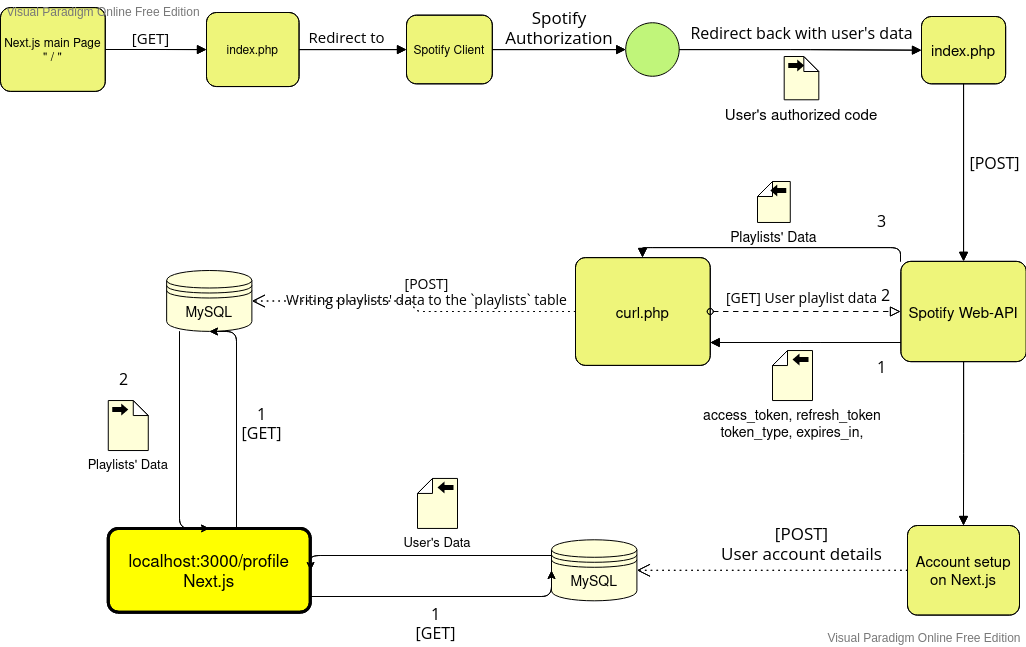 Visual Paradigm Online Free Edition
Next.js main Page
" / "
[GET]
index.php
Redirect to
Spotify Client
Spotify
Authorization
Redirect back with user's data
User's authorized code
index.php
[POST]
Playlists' Data
3
[POST]
Writing playlists' data to the `playlists` table
MySQL
curl.php
[GET] User playlist data
2
Spotify Web-API
1
access_token, refresh_token
token_type, expires_in,
2
Playlists' Data
1
[GET]
User's Data
localhost:3000/profile
Next.js
MySQL
1
[GET]
[POST]
User account details
Account setup
on Next.js
Visual Paradigm Online Free Edition